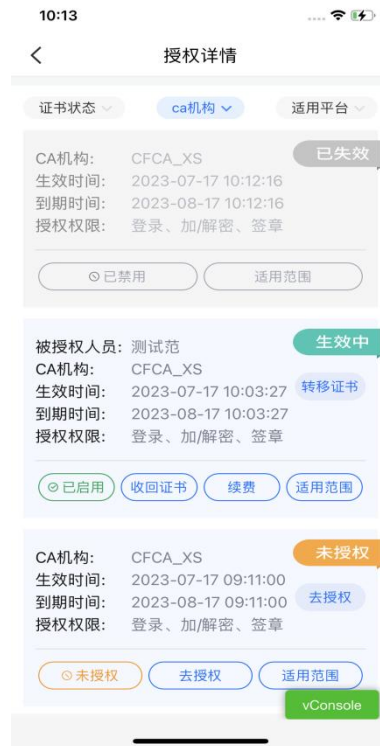 10:13
授权详情
证书状态 ca机构 适用平台
已失效
CA机构: CFCA_XS
生效时间: 2023-07-17 10:12:16
到期时间: 2023-08-17 10:12:16
授权权限: 登录、加/解密、签章
已禁用 适用范围
生效中
被授权人员: 测试范
CA机构: CFCA_XS
生效时间: 2023-07-17 10:03:27 转移证书
到期时间: 2023-08-17 10:03:27
授权权限: 登录、加/解密、签章
已启用 收回证书 续费 适用范围
未授权
CA机构: CFCA_XS
生效时间: 2023-07-17 09:11:00
到期时间: 2023-08-17 09:11:00 去授权
授权权限: 登录、加/解密、签章
未授权 去授权 适用范围
vConsole